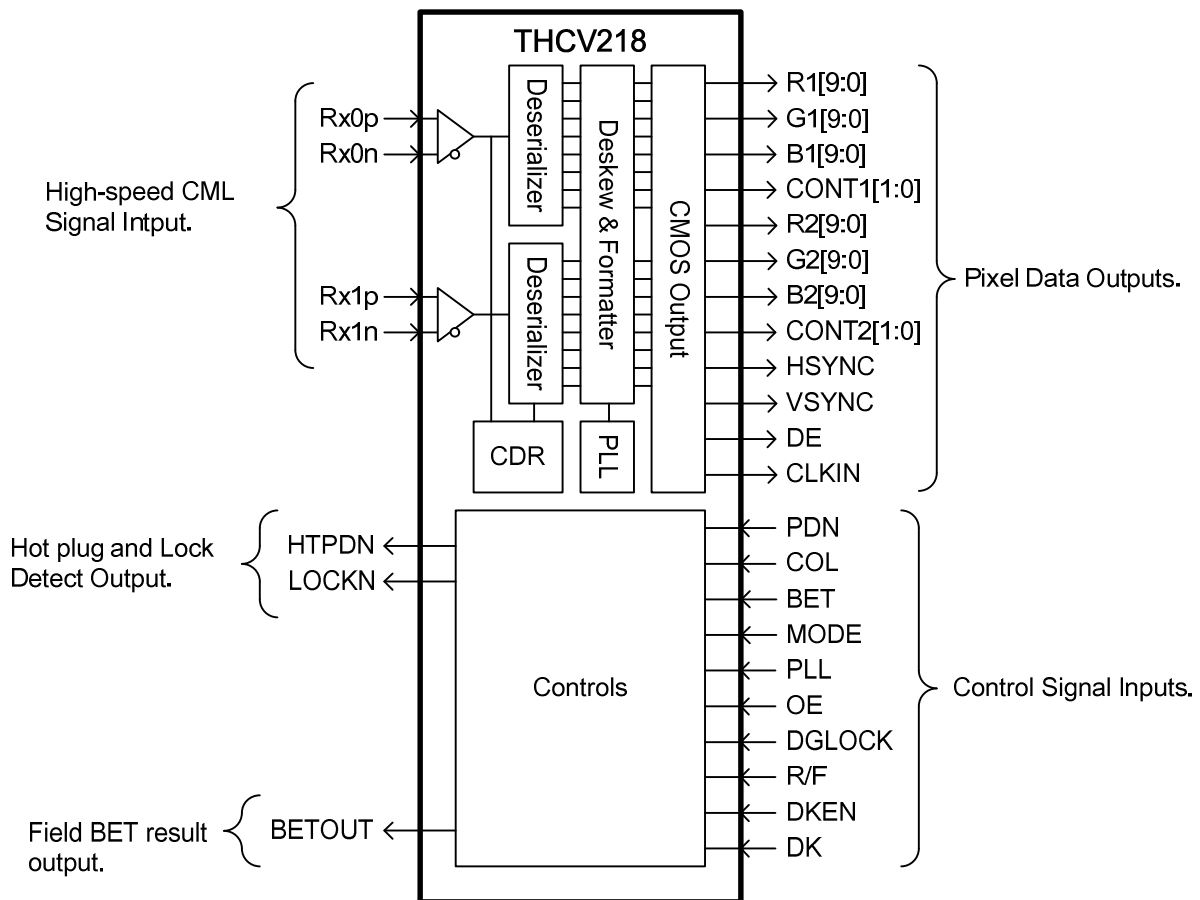 THCV218
High-speed CML
Signal Intput.
Rx0p
Rx0n
Rx1p
Rx1n
Deserializer
Deserializer
Deskew & Formatter
CMOS Output
CDR
PLL
R1[9:0]
G1[9:0]
B1[9:0]
CONT1[1:0]
R2[9:0]
G2[9:0]
B2[9:0]
CONT2[1:0]
HSYNC
VSYNC
DE
CLKIN
Pixel Data Outputs.
Hot plug and Lock
Detect Output.
HTPDN
LOCKN
Controls
PDN
COL
BET
MODE
PLL
OE
DGLOCK
R/F
DKEN
DK
Control Signal Inputs.
Field BET result
output.
BETOUT